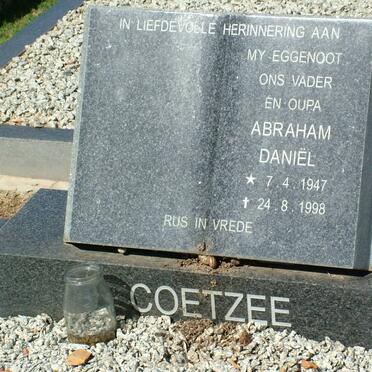 IN LIEFDEVOLLE HERINNERING AAN
MY EGGENOOT
ONS VADER
EN OUPA
ABRAHAM
DANIËL
★ 7.4.1947
✝ 24.8.1998
RUS IN VREDE
COETZEE